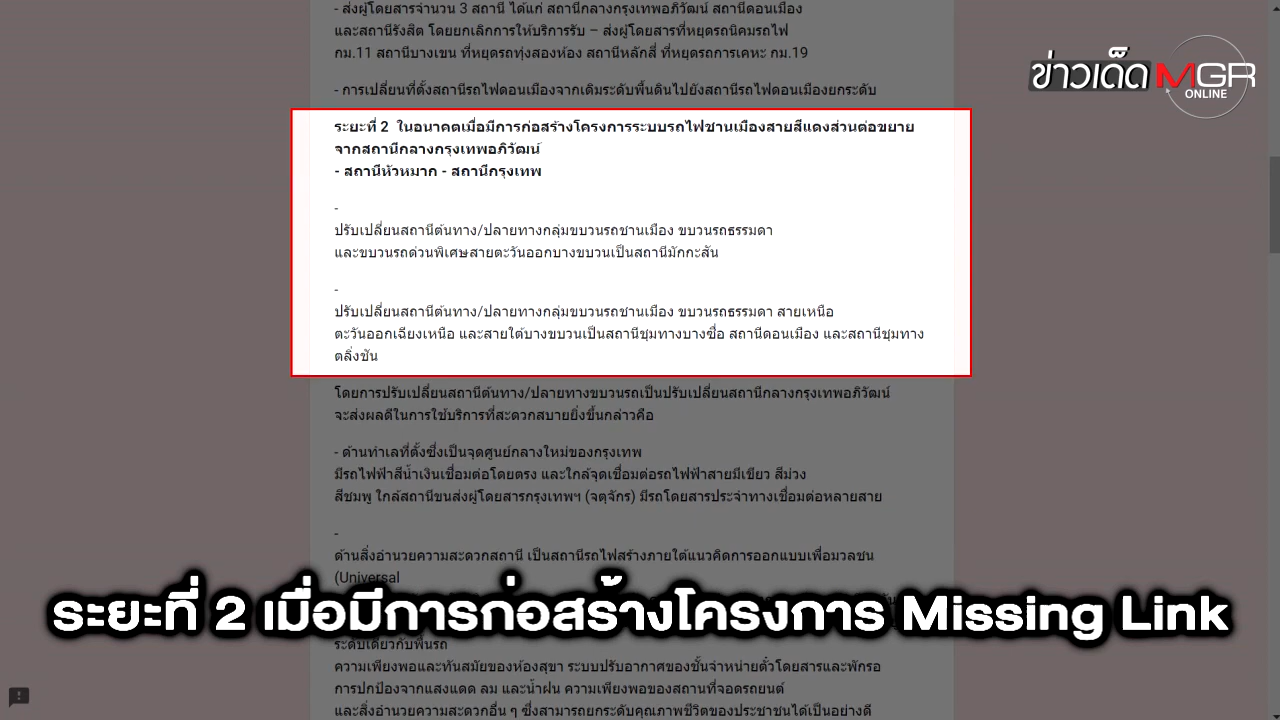 - ส่งผู้โดยสารจำนวน 3 สถานี ได้แก่ สถานีกลางกรุงเทพอภิวัฒน์ สถานีดอนเมือง
และสถานีรังสิต โดยยกเลิกการให้บริการรับ – ส่งผู้โดยสารที่หยุดรถนิคมรถไฟ
กม.11 สถานีบางเขน ที่หยุดรถทุ่งสองห้อง สถานีหลักสี่ ที่หยุดรถการเคหะ กม.19
ข่าวเด็ด MGR
ONLINE
- การเปลี่ยนที่ตั้งสถานีรถไฟดอนเมืองจากเดิมระดับพื้นดินไปยังสถานีรถไฟดอนเมืองยกระดับ
ระยะที่ 2 ในอนาคตเมื่อมีการก่อสร้างโครงการระบบรถไฟชานเมืองสายสีแดงส่วนต่อขยาย
จากสถานีกลางกรุงเทพอภิวัฒน์
- สถานีหัวหมาก - สถานีกรุงเทพ
-
ปรับเปลี่ยนสถานีต้นทาง/ปลายทางกลุ่มขบวนรถชานเมือง ขบวนรถธรรมดา
และขบวนรถด่วนพิเศษสายตะวันออกบางขบวนเป็นสถานีมักกะสัน
-
ปรับเปลี่ยนสถานีต้นทาง/ปลายทางกลุ่มขบวนรถชานเมือง ขบวนรถธรรมดา สายเหนือ
ตะวันออกเฉียงเหนือ และสายใต้บางขบวนเป็นสถานีชุมทางบางซื่อ สถานีดอนเมือง และสถานีชุมทาง
ตลิ่งชัน
โดยการปรับเปลี่ยนสถานีต้นทาง/ปลายทางขบวนรถเป็นปรับเปลี่ยนสถานีกลางกรุงเทพอภิวัฒน์
จะส่งผลดีในการใช้บริการที่สะดวกสบายยิ่งขึ้นกล่าวคือ
- ด้านทำเลที่ตั้งซึ่งเป็นจุดศูนย์กลางใหม่ของกรุงเทพ
มีรถไฟฟ้าสีน้ำเงินเชื่อมต่อโดยตรง และใกล้จุดเชื่อมต่อรถไฟฟ้าสายสีเขียว สีม่วง
สีชมพู ใกล้สถานีขนส่งผู้โดยสารกรุงเทพฯ (จตุจักร) มีรถโดยสารประจำทางเชื่อมต่อหลายสาย
-
ด้านสิ่งอำนวยความสะดวกสถานี เป็นสถานีรถไฟสร้างภายใต้แนวคิดการออกแบบเพื่อมวลชน
(Universal
ระยะที่ 2 เมื่อมีการก่อสร้างโครงการ Missing Link
ระดับเดียวกับพื้นรถ
ความเพียงพอและทันสมัยของห้องสุขา ระบบปรับอากาศของชั้นจำหน่ายตั๋วโดยสารและพักรอ
การปกป้องจากแสงแดด ลม และน้ำฝน ความเพียงพอของสถานที่จอดรถยนต์
และสิ่งอำนวยความสะดวกอื่น ๆ ซึ่งสามารถยกระดับคุณภาพชีวิตของประชาชนได้เป็นอย่างดี